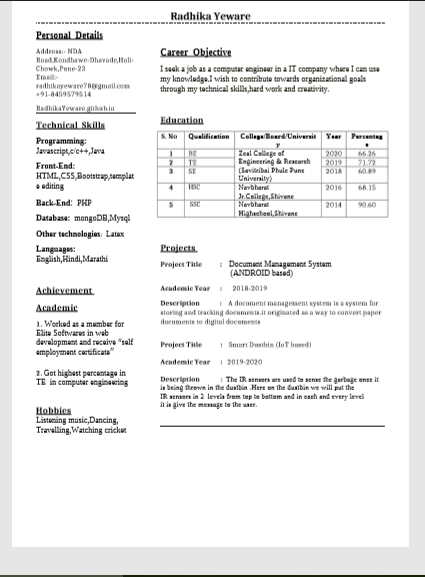 Radhika Yeware
Personal Details
Address:- NDA
Road,Kondhawe-Dhavade,Holi-
Chowk,Pune-23
Email:-
radhikayeware78@gmail.com
+91-8459579514
RadhikaYeware.github.io
Technical Skills
Programming:
Javascript,c/c++,Java
Front-End:
HTML,CSS,Bootstrap,templat
e editing
Back-End: PHP
Database: mongoDB,Mysql
Other technologies: Latex
Languages:
English,Hindi,Marathi
Achievement
Academic
1. Worked as a member for
Elite Softwares in web
development and receive “self
employment certificate”
2. Got highest percentage in
TE in computer engineering
Hobbies
Listening music,Dancing,
Travelling,Watching cricket
Career Objective
I seek a job as a computer engineer in a IT company where I can use
my knowledge.I wish to contribute towards organizational goals
through my technical skills,hard work and creativity.
Education
S. No Qualification College/Board/Universit Year Percentag
y e
1 BE Zeal College of 2020 66.26
2 TE Engineering & Research 2019 71.72
3 SE (Savitribai Phule Pune 2018 60.89
University)
4 HSC Navbharat 2016 68.15
Jr.College,Shivane
5 SSC Navbharat 2014 90.60
Highschool,Shivane
Projects
Project Title : Document Management System
(ANDROID based)
Academic Year : 2018-2019
Description : A document management system is a system for
storing and tracking documents.it originated as a way to convert paper
documents to digital documents
Project Title : Smart Dustbin (IoT based)
Academic Year : 2019-2020
Description : The IR sensors are used to sense the garbage once it
is being thrown in the dustbin .Here on the dustbin we will put the
IR sensors in 2 levels from top to bottom and in each and every level
it is give the message to the user.